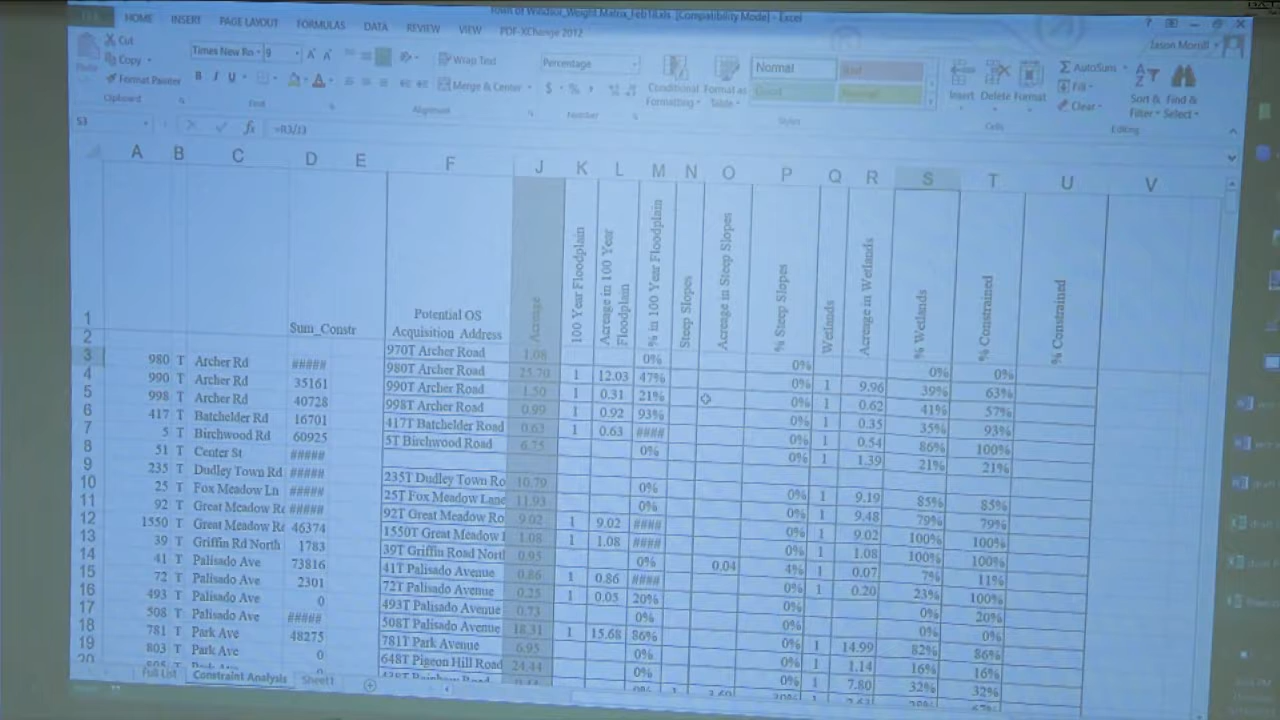 Town of Windsor_Weight Matrix_Feb18.xls [Compatibility Mode] - Excel
HOME INSERT PAGE LAYOUT FORMULAS DATA REVIEW VIEW PDF-XChange 2012
Jason Morrill
Cut
Copy
Format Painter
Paste
Clipboard
Times New Ro 9
B I U
Font
Wrap Text
Merge & Center
Alignment
Percentage
$ % ,
Number
Conditional Formatting
Format as Table
Normal Bad
Good Neutral
Styles
Insert Delete Format
Cells
AutoSum
Fill
Clear
Sort & Filter
Find & Select
Editing
S3 fx =R3/J3
A B C D E F J K L M N O P Q R S T U V
1 Sum_Constr Potential OS Acquisition Address Acreage 100 Year Floodplain Acreage in 100 Year Floodplain % in 100 Year Floodplain Steep Slopes Acreage in Steep Slopes % Steep Slopes Wetlands Acreage in Wetlands % Wetlands % Constrained % Constrained
2
3 980 T Archer Rd ##### 970T Archer Road 1.08 0% 0% 0% 0%
4 990 T Archer Rd 35161 980T Archer Road 25.70 1 12.03 47% 0% 1 9.96 39% 63%
5 998 T Archer Rd 40728 990T Archer Road 1.50 1 0.31 21% 0% 1 0.62 41% 57%
6 417 T Batchelder Rd 16701 998T Archer Road 0.99 1 0.92 93% 0% 1 0.35 35% 93%
7 5 T Birchwood Rd 60925 417T Batchelder Road 0.63 1 0.63 #### 0% 1 0.54 86% 100%
8 51 T Center St ##### 5T Birchwood Road 6.75 0% 0% 1 1.39 21% 21%
9 235 T Dudley Town Rd #####
10 25 T Fox Meadow Ln ##### 235T Dudley Town Ro 10.79 0% 0% 1 9.19 85% 85%
11 92 T Great Meadow Ro ##### 25T Fox Meadow Lane 11.93 0% 0% 1 9.48 79% 79%
12 1550 T Great Meadow Ro 46374 92T Great Meadow Ro 9.02 1 9.02 #### 0% 1 9.02 100% 100%
13 39 T Griffin Rd North 1783 1550T Great Meadow 1.08 1 1.08 #### 0% 1 1.08 100% 100%
14 41 T Palisado Ave 73816 39T Griffin Road Nort 0.95 0% 0.04 4% 1 0.07 7% 11%
15 72 T Palisado Ave 2301 41T Palisado Avenue 0.86 1 0.86 #### 0% 1 0.20 23% 100%
16 493 T Palisado Ave 0 72T Palisado Avenue 0.25 1 0.05 20% 0% 0% 20%
17 508 T Palisado Ave ##### 493T Palisado Avenue 0.73 0% 0% 0% 0%
18 781 T Park Ave 48275 508T Palisado Avenue 18.31 1 15.68 86% 0% 1 14.99 82% 86%
19 803 T Park Ave 0 781T Park Avenue 6.95 0% 0% 1 1.14 16% 16%
20 648T Pigeon Hill Road 24.44 0% 0% 1 7.80 32% 32%
Full List Constraint Analysis Sheet1